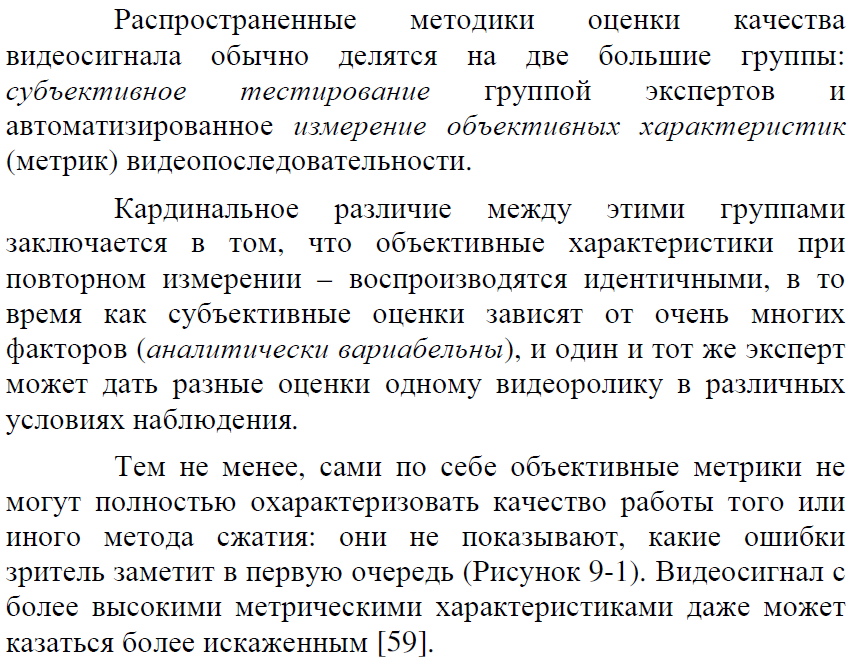 Распространенные методики оценки качества
видеосигнала обычно делятся на две большие группы:
субъективное тестирование группой экспертов и
автоматизированное измерение объективных характеристик
(метрик) видеопоследовательности.
Кардинальное различие между этими группами
заключается в том, что объективные характеристики при
повторном измерении – воспроизводятся идентичными, в то
время как субъективные оценки зависят от очень многих
факторов (аналитически вариабельны), и один и тот же эксперт
может дать разные оценки одному видеоролику в различных
условиях наблюдения.
Тем не менее, сами по себе объективные метрики не
могут полностью охарактеризовать качество работы того или
иного метода сжатия: они не показывают, какие ошибки
зритель заметит в первую очередь (Рисунок 9-1). Видеосигнал с
более высокими метрическими характеристиками даже может
казаться более искаженным [59].